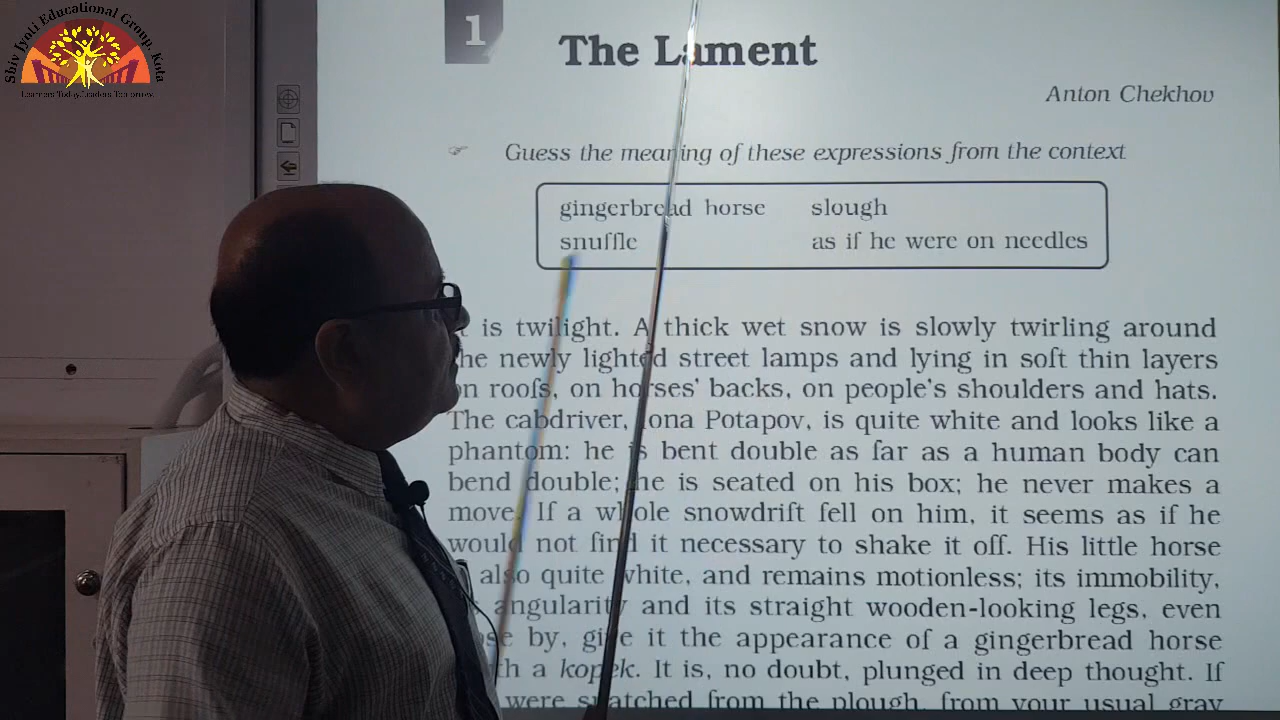 Shiv Jyoti Educational Group, Kota
Learners Today.Leaders Tomorrow.
1
The Lament
Anton Chekhov
Guess the meaning of these expressions from the context
gingerbread horse slough
snuffle as if he were on needles
is twilight. A thick wet snow is slowly twirling around
the newly lighted street lamps and lying in soft thin layers
on roofs, on horses' backs, on people's shoulders and hats.
The cabdriver, Iona Potapov, is quite white and looks like a
phantom: he is bent double as far as a human body can
bend double; he is seated on his box; he never makes a
move. If a whole snowdrift fell on him, it seems as if he
would not find it necessary to shake it off. His little horse
also quite white, and remains motionless; its immobility,
angularity and its straight wooden-looking legs, even
by, give it the appearance of a gingerbread horse
a kopek. It is, no doubt, plunged in deep thought. If
were snatched from the plough, from your usual gray